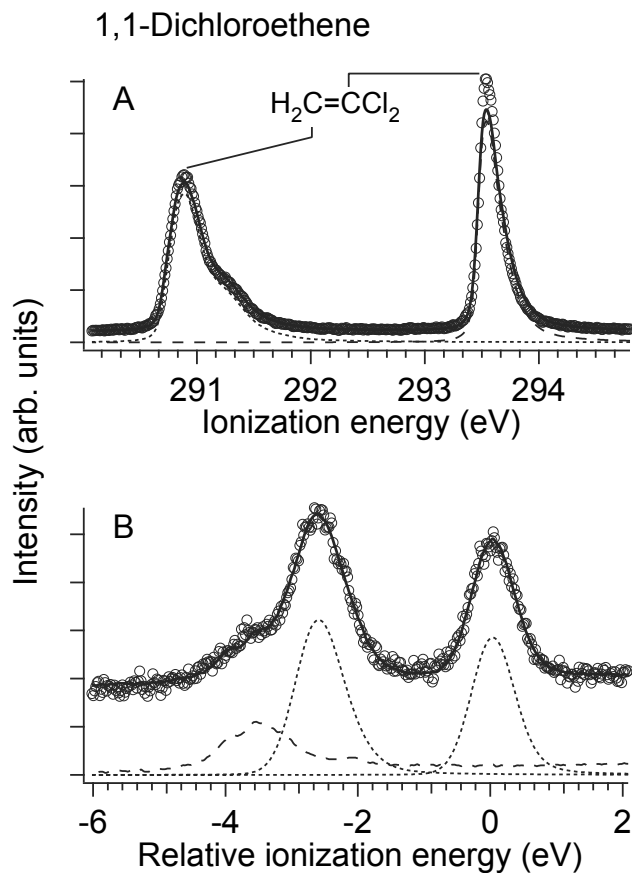 1,1-Dichloroethene
A
H₂C=CCl₂
291 292 293 294
Ionization energy (eV)
Intensity (arb. units)
B
-6 -4 -2 0 2
Relative ionization energy (eV)